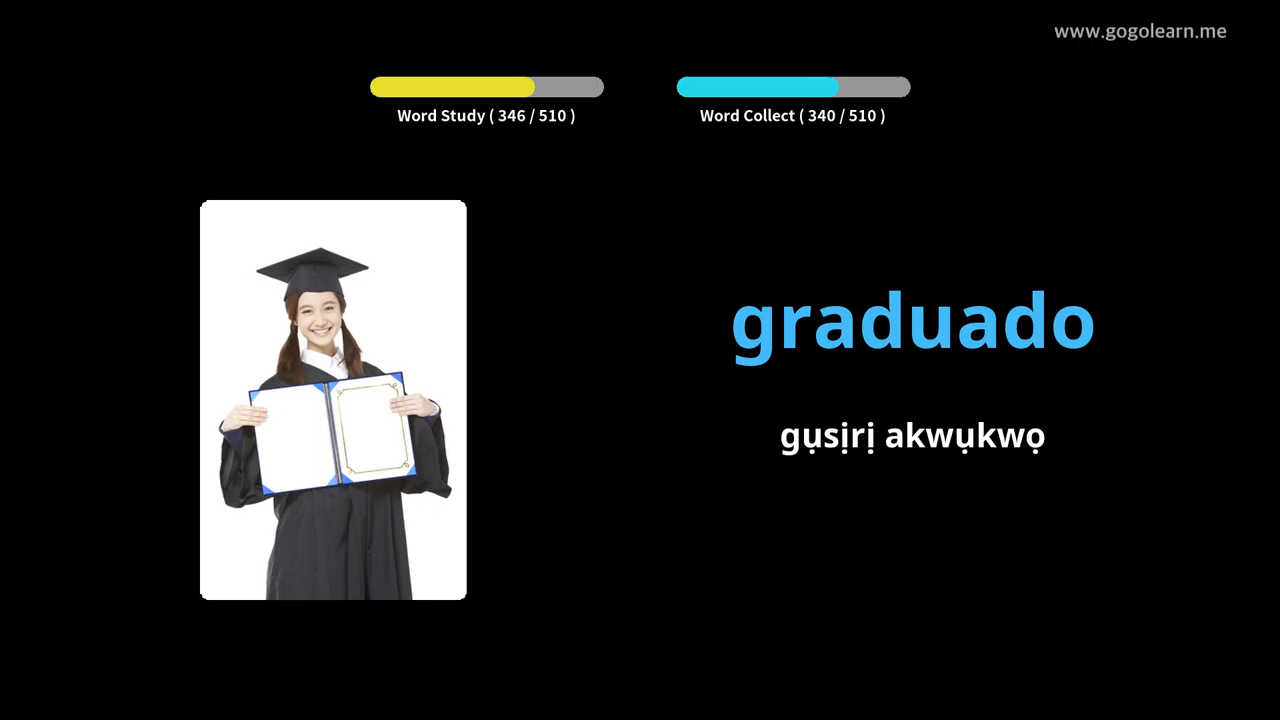 www.gogolearn.me
Word Study ( 346 / 510 )
Word Collect ( 340 / 510 )
graduado
gụsịrị akwụkwọ